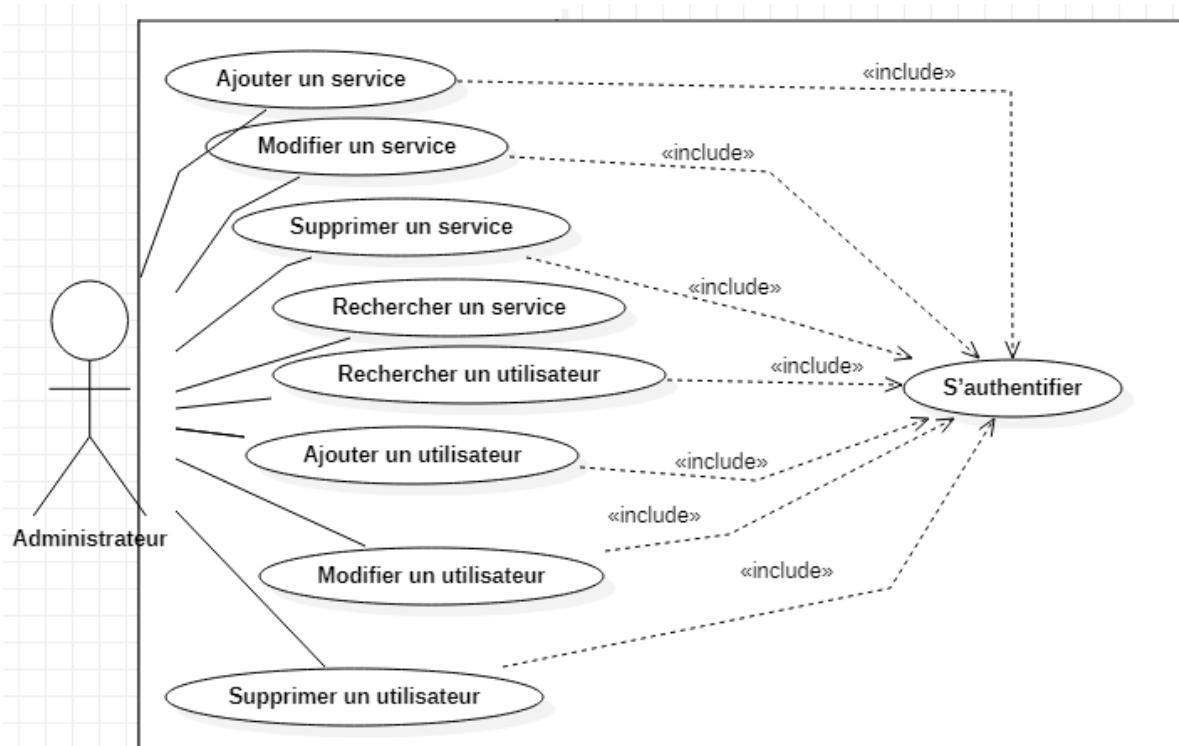 Ajouter un service
«include»
Modifier un service
«include»
Supprimer un service
«include»
Rechercher un service
Rechercher un utilisateur
«include»
S'authentifier
Ajouter un utilisateur
«include»
«include»
Administrateur
Modifier un utilisateur
«include»
Supprimer un utilisateur